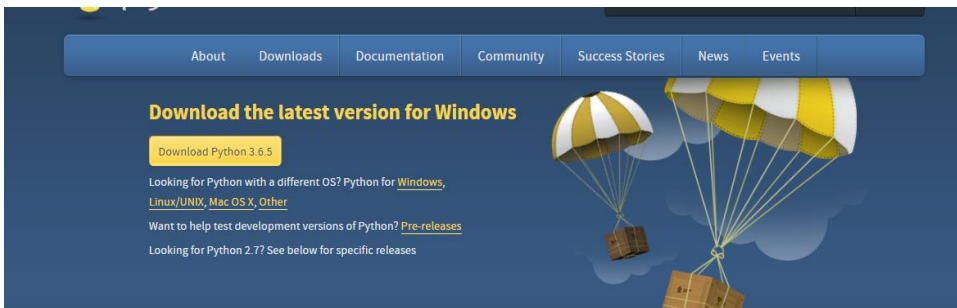 About Downloads Documentation Community Success Stories News Events
Download the latest version for Windows
Download Python 3.6.5
Looking for Python with a different OS? Python for Windows,
Linux/UNIX, Mac OS X, Other
Want to help test development versions of Python? Pre-releases
Looking for Python 2.7? See below for specific releases